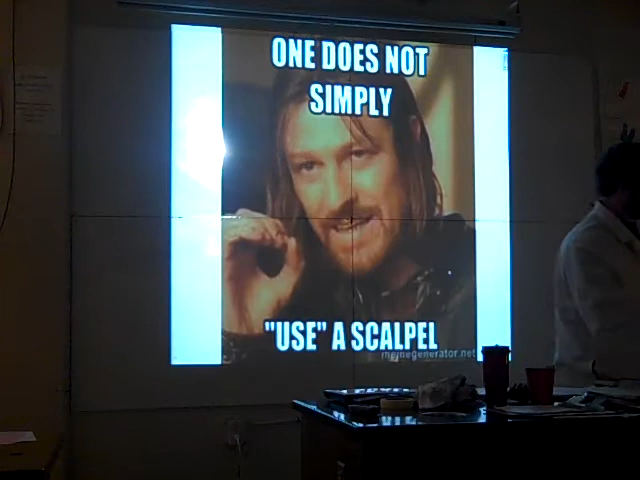 ONE DOES NOT
SIMPLY
"USE" A SCALPEL
memegenerator.net